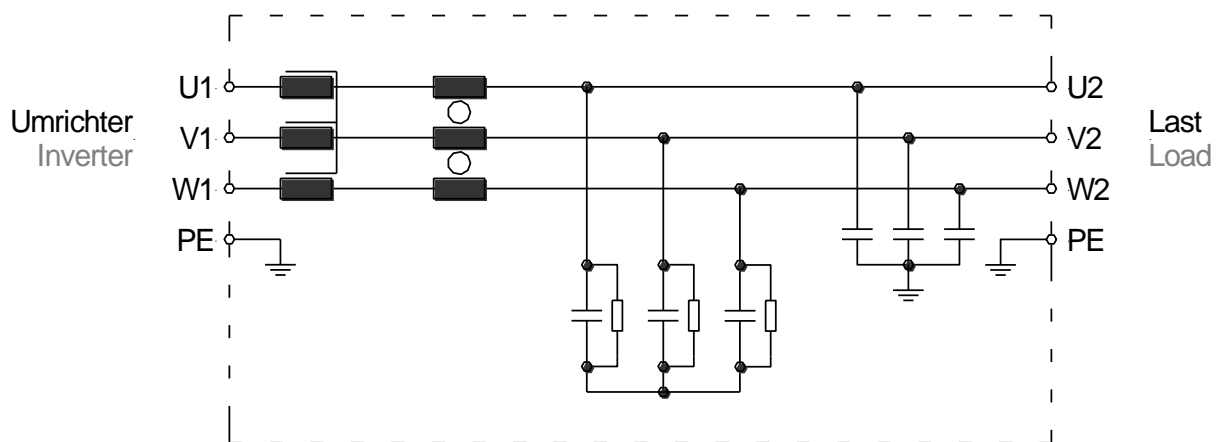 U1
U2
Umrichter
Inverter
V1
V2
Last
Load
W1
W2
PE
PE